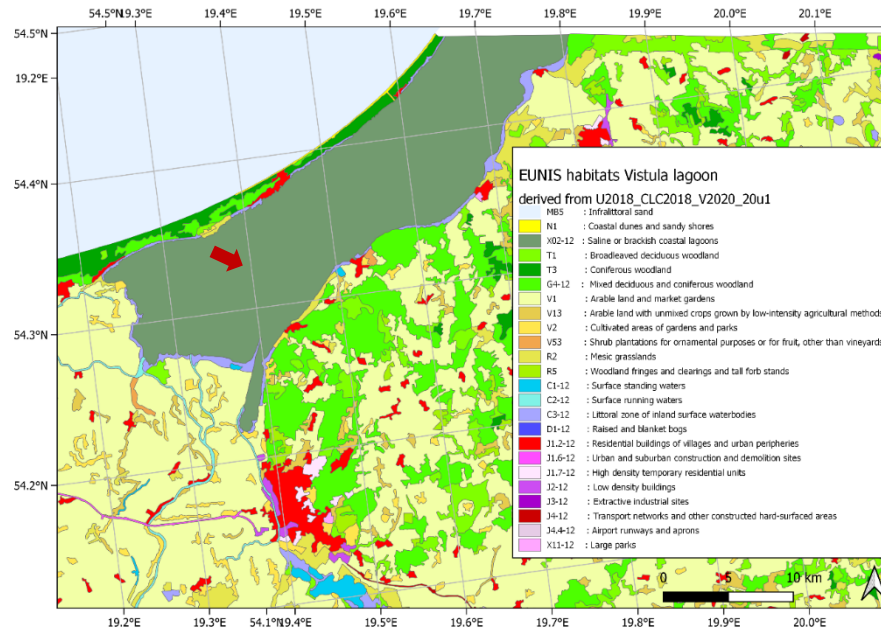 54.5°N 19.3°E 19.4°E 19.5°E 19.6°E 19.7°E 19.8°E 19.9°E 20.0°E 20.1°E
54.5°N
19.2°E
54.4°N
54.3°N
54.2°N
EUNIS habitats Vistula lagoon
derived from U2018_CLC2018_V2020_20u1
MB5 : Infralittoral sand
N1 : Coastal dunes and sandy shores
X02-12 : Saline or brackish coastal lagoons
T1 : Broadleaved deciduous woodland
T3 : Coniferous woodland
G4-12 : Mixed deciduous and coniferous woodland
V1 : Arable land and market gardens
V13 : Arable land with unmixed crops grown by low-intensity agricultural methods
V2 : Cultivated areas of gardens and parks
V53 : Shrub plantations for ornamental purposes or for fruit, other than vineyards
R2 : Mesic grasslands
R5 : Woodland fringes and clearings and tall forb stands
C1-12 : Surface standing waters
C2-12 : Surface running waters
C3-12 : Littoral zone of inland surface waterbodies
D1-12 : Raised and blanket bogs
J1.2-12 : Residential buildings of villages and urban peripheries
J1.6-12 : Urban and suburban construction and demolition sites
J1.7-12 : High density temporary residential units
J2-12 : Low density buildings
J3-12 : Extractive industrial sites
J4-12 : Transport networks and other constructed hard-surfaced areas
J4.4-12 : Airport runways and aprons
X11-12 : Large parks
0 5 10 km
19.2°E 19.3°E 54.1°N 19.4°E 19.5°E 19.6°E 19.7°E 19.8°E 19.9°E 20.0°E